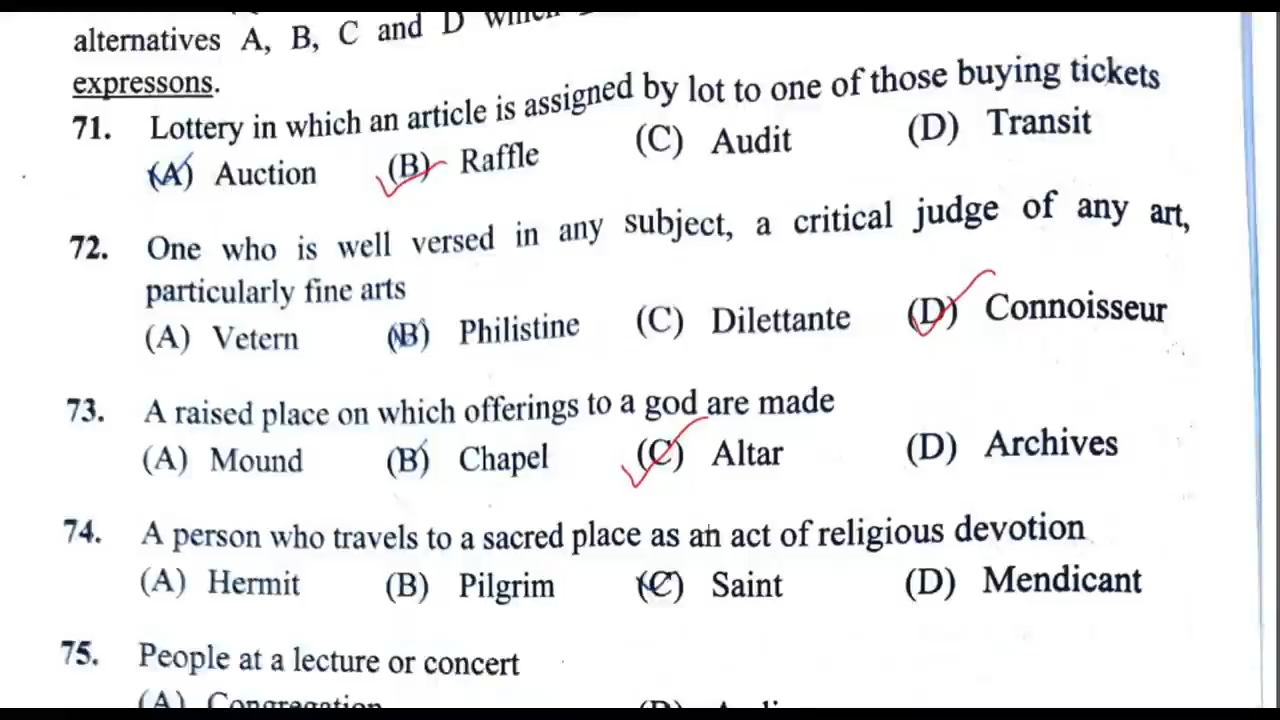 alternatives A, B, C and D
expressons.
71. Lottery in which an article is assigned by lot to one of those buying tickets
(A) Auction (B) Raffle (C) Audit (D) Transit
72. One who is well versed in any subject, a critical judge of any art,
particularly fine arts
(A) Vetern (B) Philistine (C) Dilettante (D) Connoisseur
73. A raised place on which offerings to a god are made
(A) Mound (B) Chapel (C) Altar (D) Archives
74. A person who travels to a sacred place as an act of religious devotion
(A) Hermit (B) Pilgrim (C) Saint (D) Mendicant
75. People at a lecture or concert
(A) Congregation